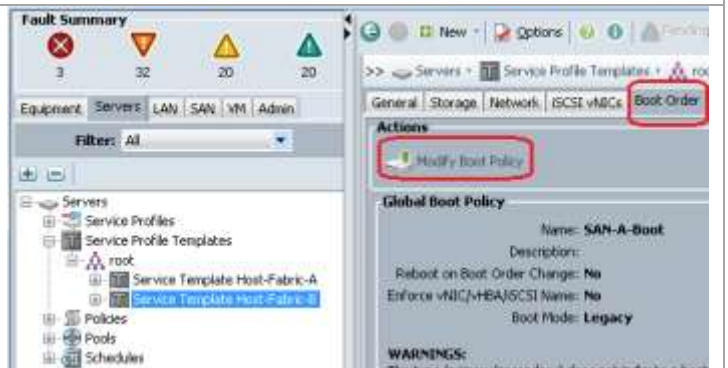 Fault Summary
3 32 20 20
Equipment Servers LAN SAN VM Admin
Filter: All
Servers
Service Profiles
Service Profile Templates
root
Service Template Host-Fabric-A
Service Template Host-Fabric-B
Policies
Pools
Schedules
New Options Pending
>> Servers Service Profile Templates
General Storage Network iSCSI vNICs Boot Order
Actions
Modify Boot Policy
Global Boot Policy
Name: SAN-A-Boot
Description:
Reboot on Boot Order Change: No
Enforce vNIC/vHBA/iSCSI Name: No
Boot Mode: Legacy
WARNINGS: